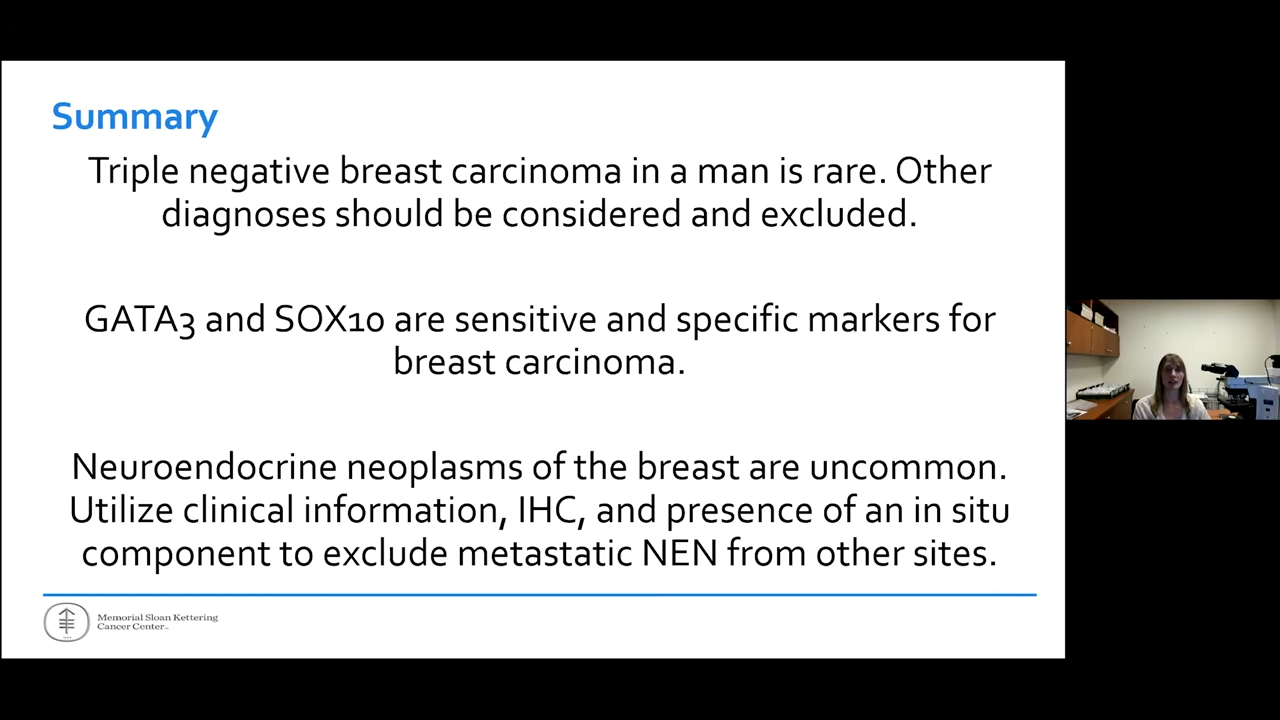 Summary
Triple negative breast carcinoma in a man is rare. Other
diagnoses should be considered and excluded.
GATA3 and SOX10 are sensitive and specific markers for
breast carcinoma.
Neuroendocrine neoplasms of the breast are uncommon.
Utilize clinical information, IHC, and presence of an in situ
component to exclude metastatic NEN from other sites.
Memorial Sloan Kettering
Cancer Center